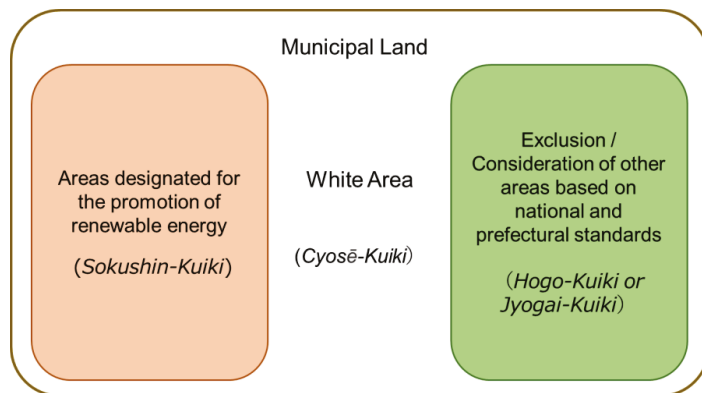 Municipal Land
Areas designated for
the promotion of
renewable energy
(Sokushin-Kuiki)
White Area
(Cyosē-Kuiki）
Exclusion /
Consideration of other
areas based on
national and
prefectural standards
（Hogo-Kuiki or
Jyogai-Kuiki）